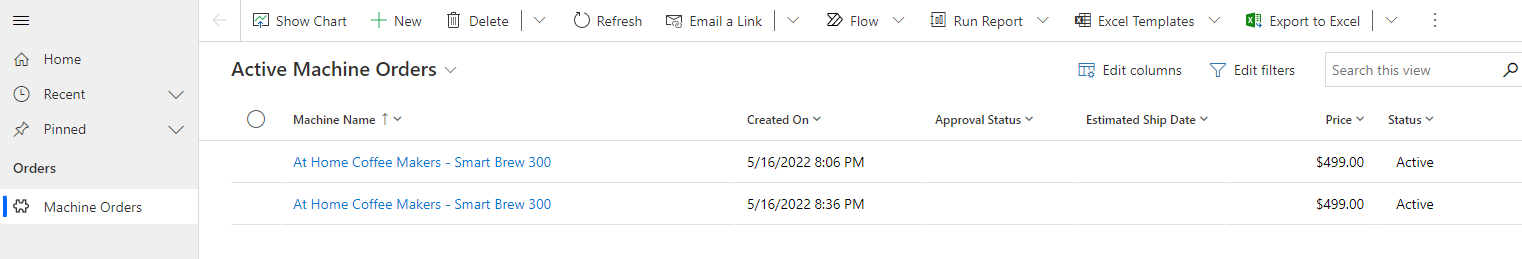 Show Chart New Delete Refresh Email a Link Flow Run Report Excel Templates Export to Excel
Home
Recent
Pinned
Orders
Machine Orders
Active Machine Orders Edit columns Edit filters Search this view
Machine Name Created On Approval Status Estimated Ship Date Price Status
At Home Coffee Makers - Smart Brew 300 5/16/2022 8:06 PM $499.00 Active
At Home Coffee Makers - Smart Brew 300 5/16/2022 8:36 PM $499.00 Active